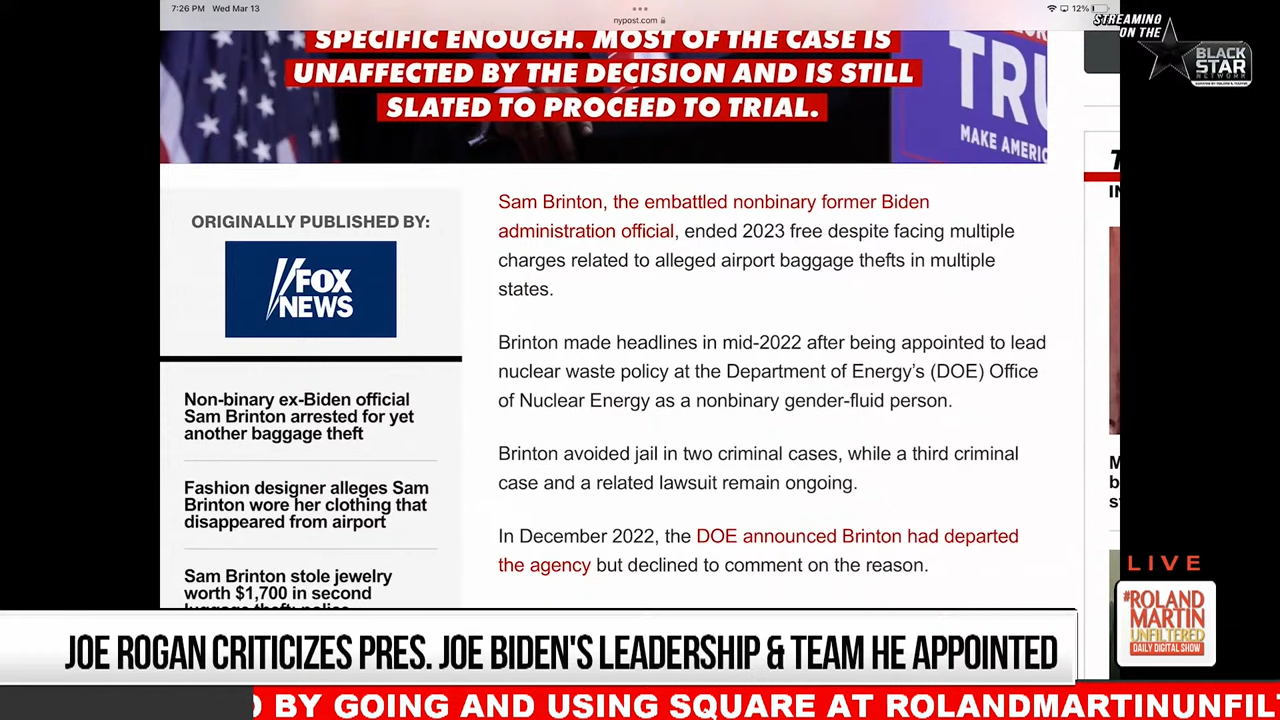 7:26 PM Wed Mar 13
nypost.com
12%
STREAMING
ON THE
BLACK
STAR
NETWORK
SPECIFIC ENOUGH. MOST OF THE CASE IS
UNAFFECTED BY THE DECISION AND IS STILL
SLATED TO PROCEED TO TRIAL.
TRU
MAKE AMERIC
ORIGINALLY PUBLISHED BY:
FOX
NEWS
Non-binary ex-Biden official
Sam Brinton arrested for yet
another baggage theft
Fashion designer alleges Sam
Brinton wore her clothing that
disappeared from airport
Sam Brinton stole jewelry
worth $1,700 in second
luggage theft: police
Sam Brinton, the embattled nonbinary former Biden
administration official, ended 2023 free despite facing multiple
charges related to alleged airport baggage thefts in multiple
states.
Brinton made headlines in mid-2022 after being appointed to lead
nuclear waste policy at the Department of Energy's (DOE) Office
of Nuclear Energy as a nonbinary gender-fluid person.
Brinton avoided jail in two criminal cases, while a third criminal
case and a related lawsuit remain ongoing.
In December 2022, the DOE announced Brinton had departed
the agency but declined to comment on the reason.
LIVE
#ROLAND
MARTIN
UNFILTERED
DAILY DIGITAL SHOW
JOE ROGAN CRITICIZES PRES. JOE BIDEN'S LEADERSHIP & TEAM HE APPOINTED
BY GOING AND USING SQUARE AT ROLANDMARTINUNFIL